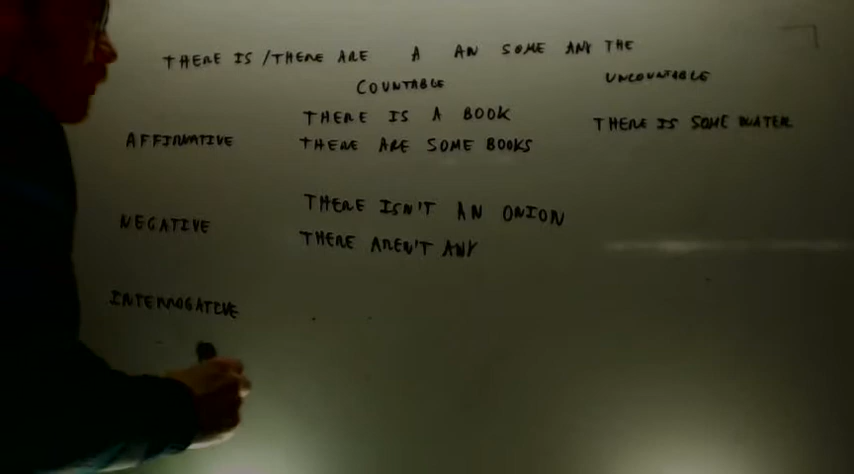 THERE IS / THERE ARE A AN SOME ANY THE
COUNTABLE UNCOUNTABLE
THERE IS A BOOK THERE IS SOME WATER
AFFIRMATIVE THERE ARE SOME BOOKS
NEGATIVE THERE ISN'T AN ONION
THERE AREN'T ANY
INTERROGATIVE